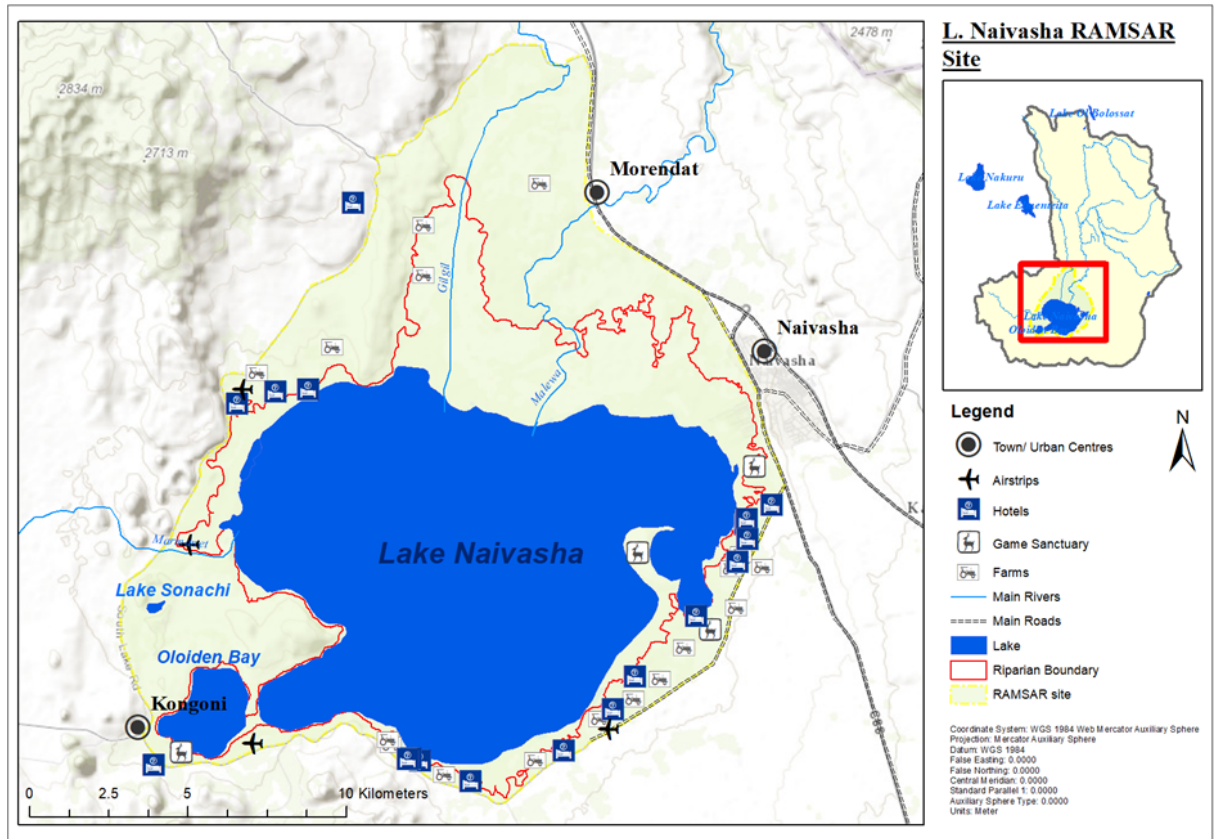 L. Naivasha RAMSAR
Site
2478 m
2834 m
2713 m
Morendat
Gilgil
Naivasha
Naivasha
Malewa
Lake Naivasha
Lake Sonachi
Oloiden Bay
Kongoni
0 5 10 Kilometers
Lake Ol Bolossat
Lake Nakuru
Lake Elmenteita
Lake Naivasha
Legend
N
Town/ Urban Centres
Airstrips
Hotels
Game Sanctuary
Farms
Main Rivers
Main Roads
Lake
Riparian Boundary
RAMSAR site
Coordinate System: WGS 1984 Web Mercator Auxiliary Sphere
Projection: Mercator Auxiliary Sphere
Datum: WGS 1984
False Easting: 0.0000
False Northing: 0.0000
Central Meridian: 0.0000
Standard Parallel 1: 0.0000
Auxiliary Sphere Type: 0.0000
Units: Meter